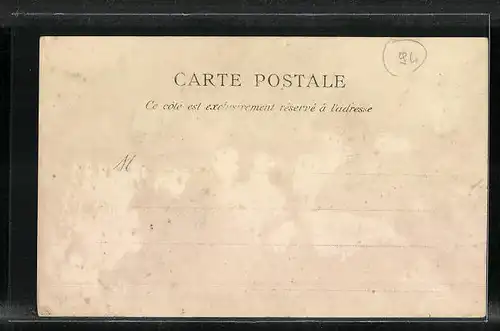 CARTE POSTALE
Ce côté est exclusivement réservé à l'adresse
M